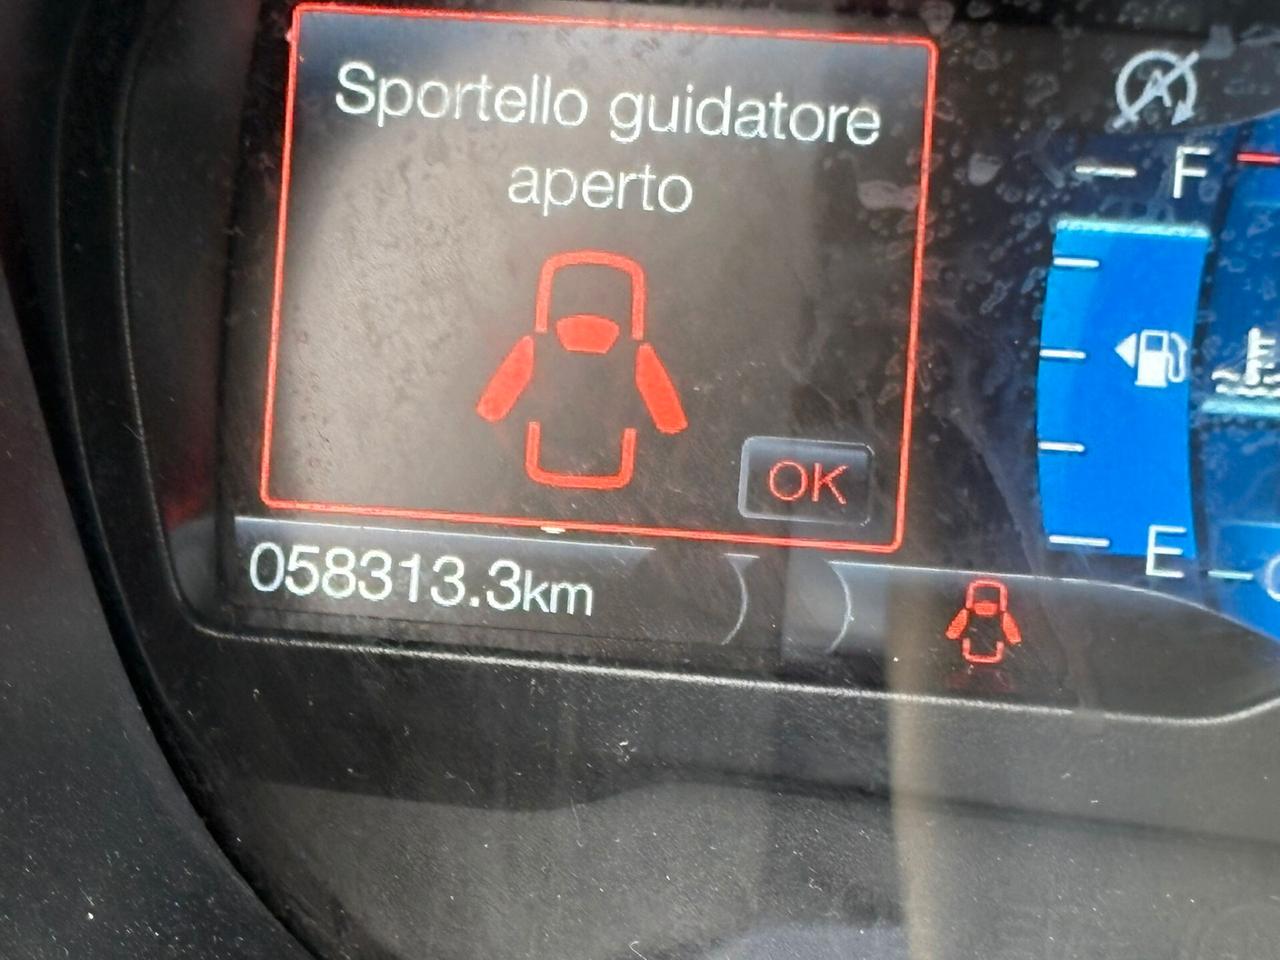 Sportello guidatore
aperto
OK
058313.3km
F
E